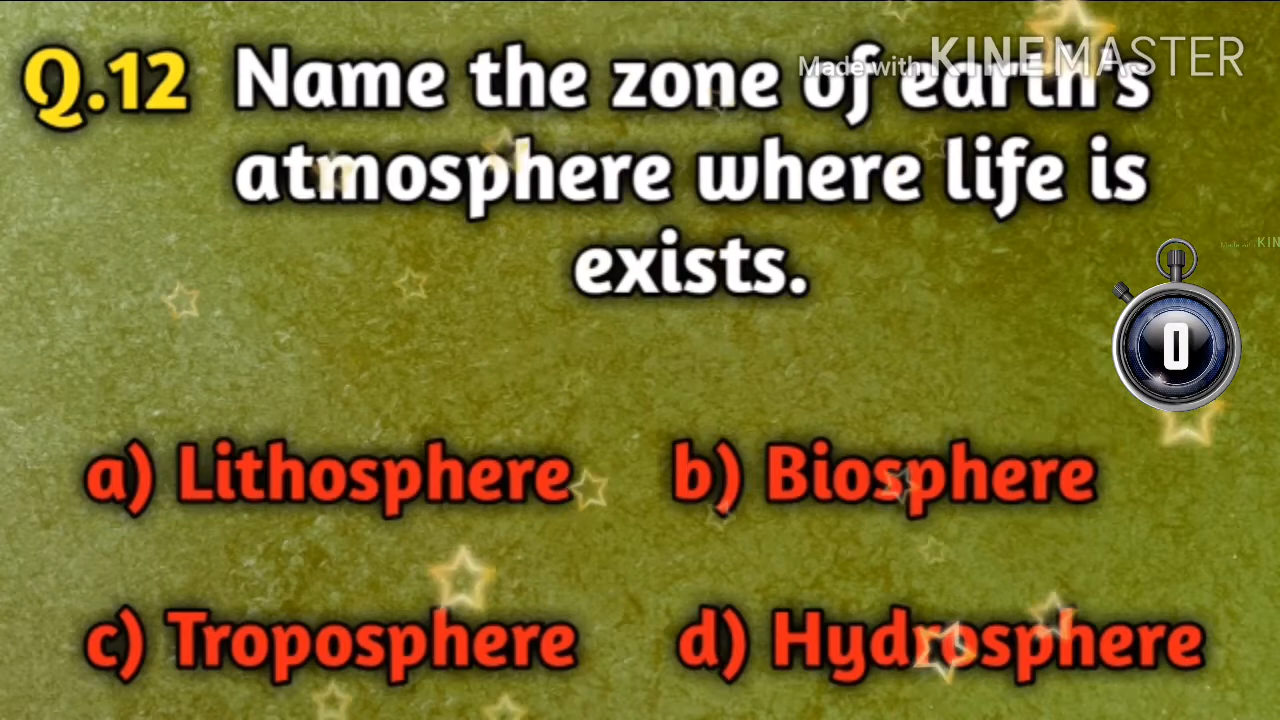 Made with KINEMASTER
Q.12 Name the zone of earth's
atmosphere where life is
exists.
KIN
0
a) Lithosphere b) Biosphere
c) Troposphere d) Hydrosphere